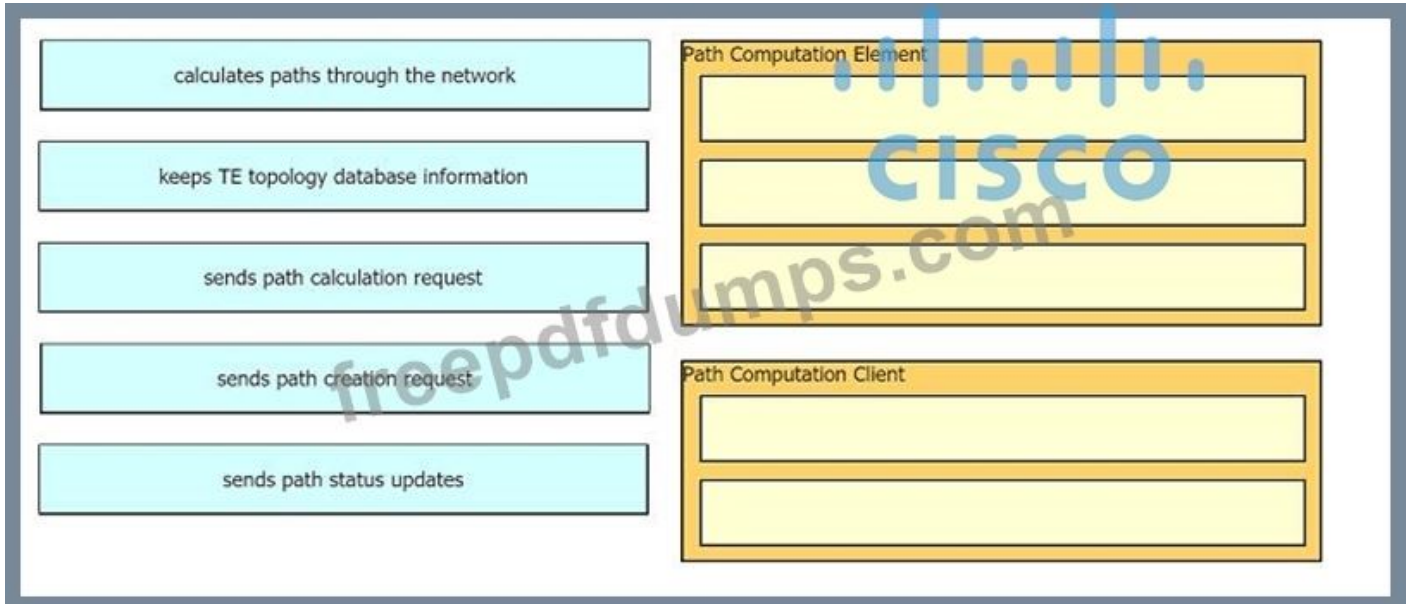 calculates paths through the network
keeps TE topology database information
sends path calculation request
sends path creation request
sends path status updates
Path Computation Element
Path Computation Client
CISCO
freepdfdumps.com